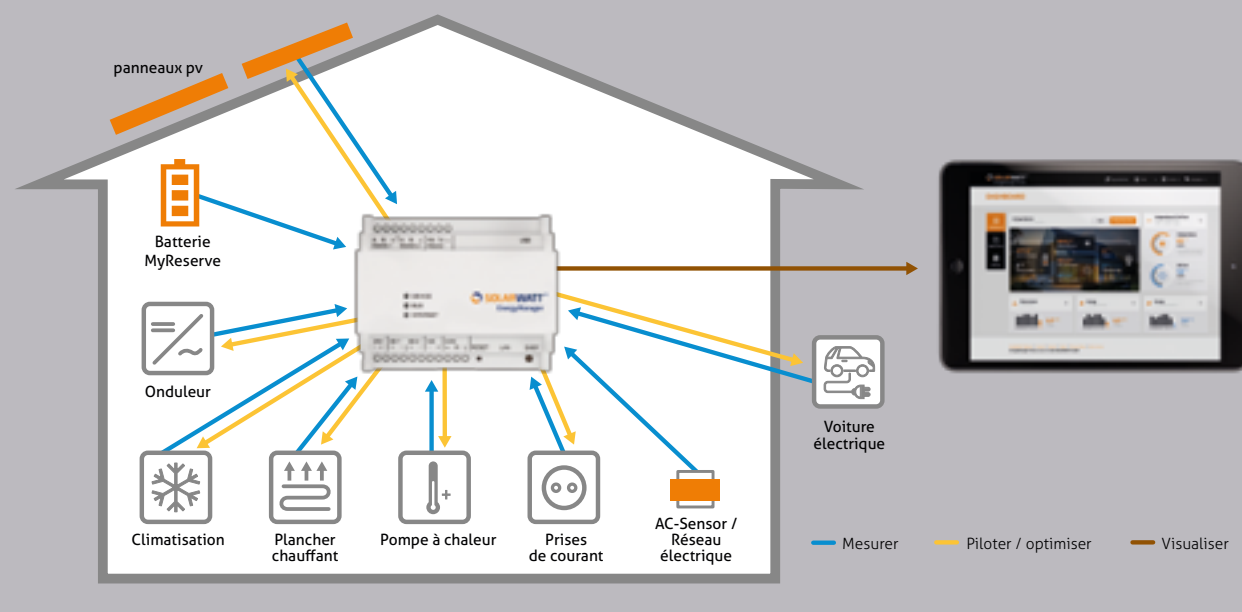 panneaux pv
Batterie
MyReserve
SOLARWATT
EnergyManager
Onduleur
Voiture
électrique
Climatisation
Plancher
chauffant
Pompe à chaleur
Prises
de courant
AC-Sensor /
Réseau
électrique
Mesurer
Piloter / optimiser
Visualiser